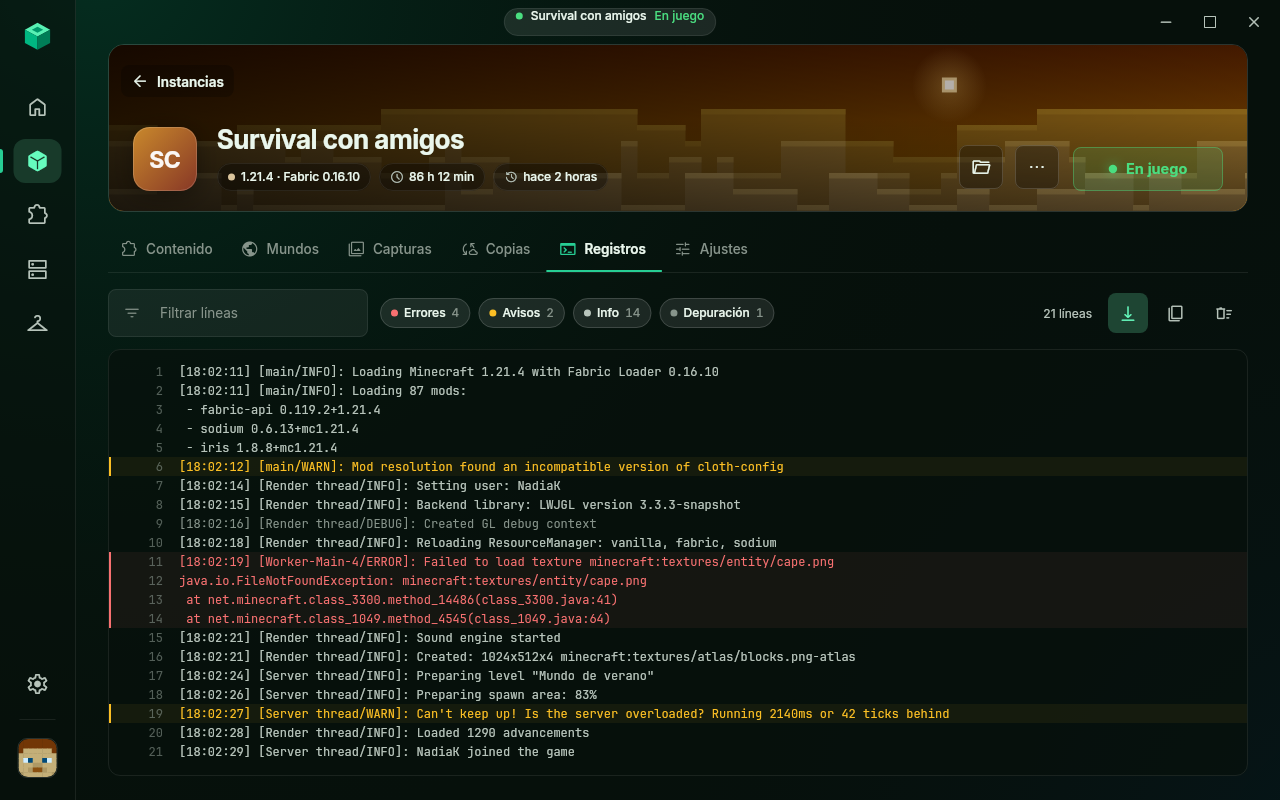 Survival con amigos En juego
Instancias
SC
Survival con amigos
1.21.4 · Fabric 0.16.10
86 h 12 min
hace 2 horas
En juego
Contenido
Mundos
Capturas
Copias
Registros
Ajustes
Filtrar líneas
Errores 4
Avisos 2
Info 14
Depuración 1
21 líneas
1 [18:02:11] [main/INFO]: Loading Minecraft 1.21.4 with Fabric Loader 0.16.10
2 [18:02:11] [main/INFO]: Loading 87 mods:
3 - fabric-api 0.119.2+1.21.4
4 - sodium 0.6.13+mc1.21.4
5 - iris 1.8.8+mc1.21.4
6 [18:02:12] [main/WARN]: Mod resolution found an incompatible version of cloth-config
7 [18:02:14] [Render thread/INFO]: Setting user: NadiaK
8 [18:02:15] [Render thread/INFO]: Backend library: LWJGL version 3.3.3-snapshot
9 [18:02:16] [Render thread/DEBUG]: Created GL debug context
10 [18:02:18] [Render thread/INFO]: Reloading ResourceManager: vanilla, fabric, sodium
11 [18:02:19] [Worker-Main-4/ERROR]: Failed to load texture minecraft:textures/entity/cape.png
12 java.io.FileNotFoundException: minecraft:textures/entity/cape.png
13 at net.minecraft.class_3300.method_14486(class_3300.java:41)
14 at net.minecraft.class_1049.method_4545(class_1049.java:64)
15 [18:02:21] [Render thread/INFO]: Sound engine started
16 [18:02:21] [Render thread/INFO]: Created: 1024x512x4 minecraft:textures/atlas/blocks.png-atlas
17 [18:02:24] [Server thread/INFO]: Preparing level "Mundo de verano"
18 [18:02:26] [Server thread/INFO]: Preparing spawn area: 83%
19 [18:02:27] [Server thread/WARN]: Can't keep up! Is the server overloaded? Running 2140ms or 42 ticks behind
20 [18:02:28] [Render thread/INFO]: Loaded 1290 advancements
21 [18:02:29] [Server thread/INFO]: NadiaK joined the game